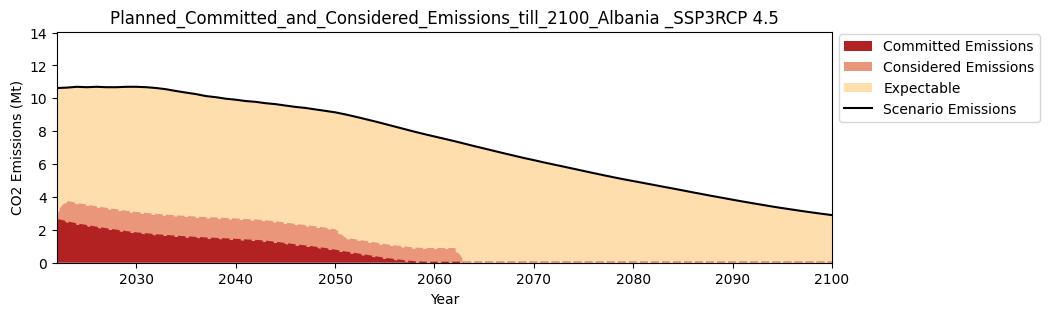 Planned_Committed_and_Considered_Emissions_till_2100_Albania _SSP3RCP 4.5
CO2 Emissions (Mt)
14
12
10
8
6
4
2
0
2030 2040 2050 2060 2070 2080 2090 2100
Year
Committed Emissions
Considered Emissions
Expectable
Scenario Emissions